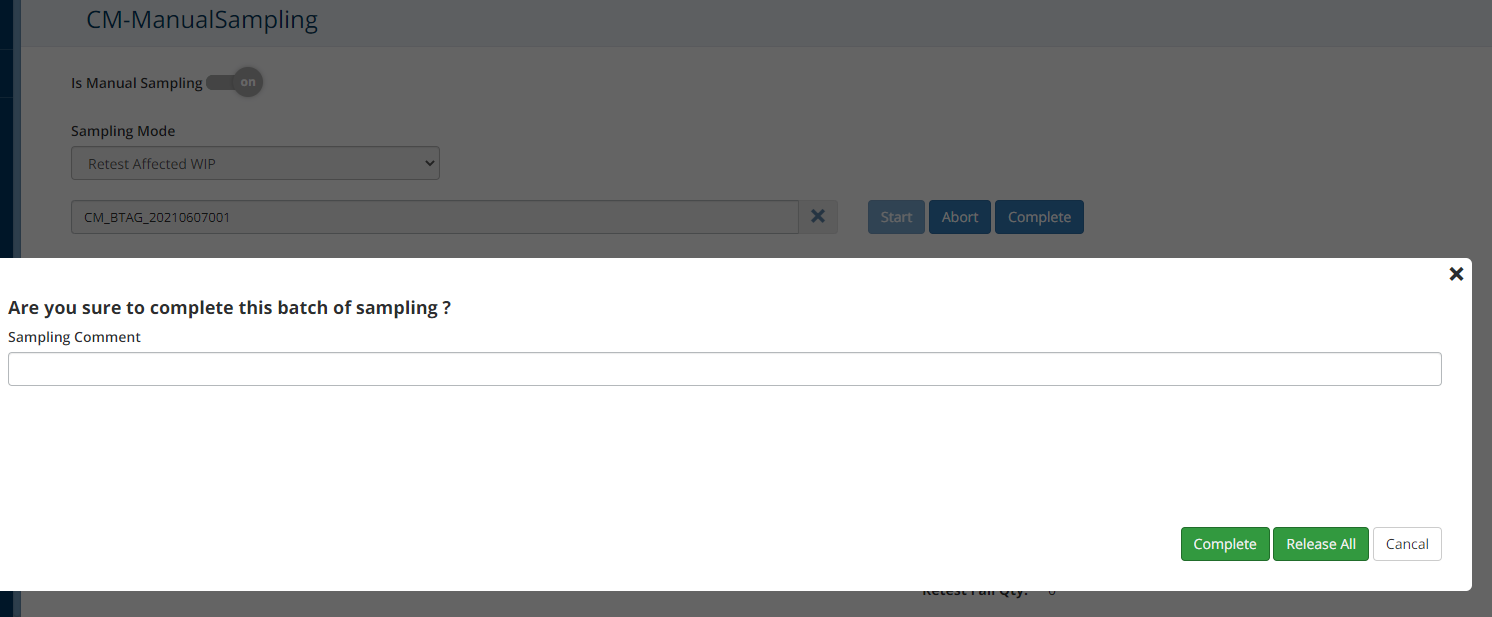 CM-ManualSampling
Is Manual Sampling on
Sampling Mode
Retest Affected WIP
CM_BTAG_20210607001
Start Abort Complete
Are you sure to complete this batch of sampling ?
Sampling Comment
Complete Release All Cancal
Retest Fail Qty: 0